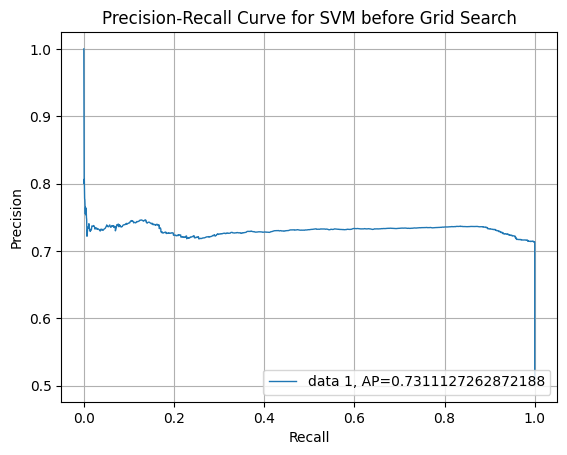 Precision-Recall Curve for SVM before Grid Search
Precision
1.0
0.9
0.8
0.7
0.6
0.5
data 1, AP=0.7311127262872188
0.0 0.2 0.4 0.6 0.8 1.0
Recall